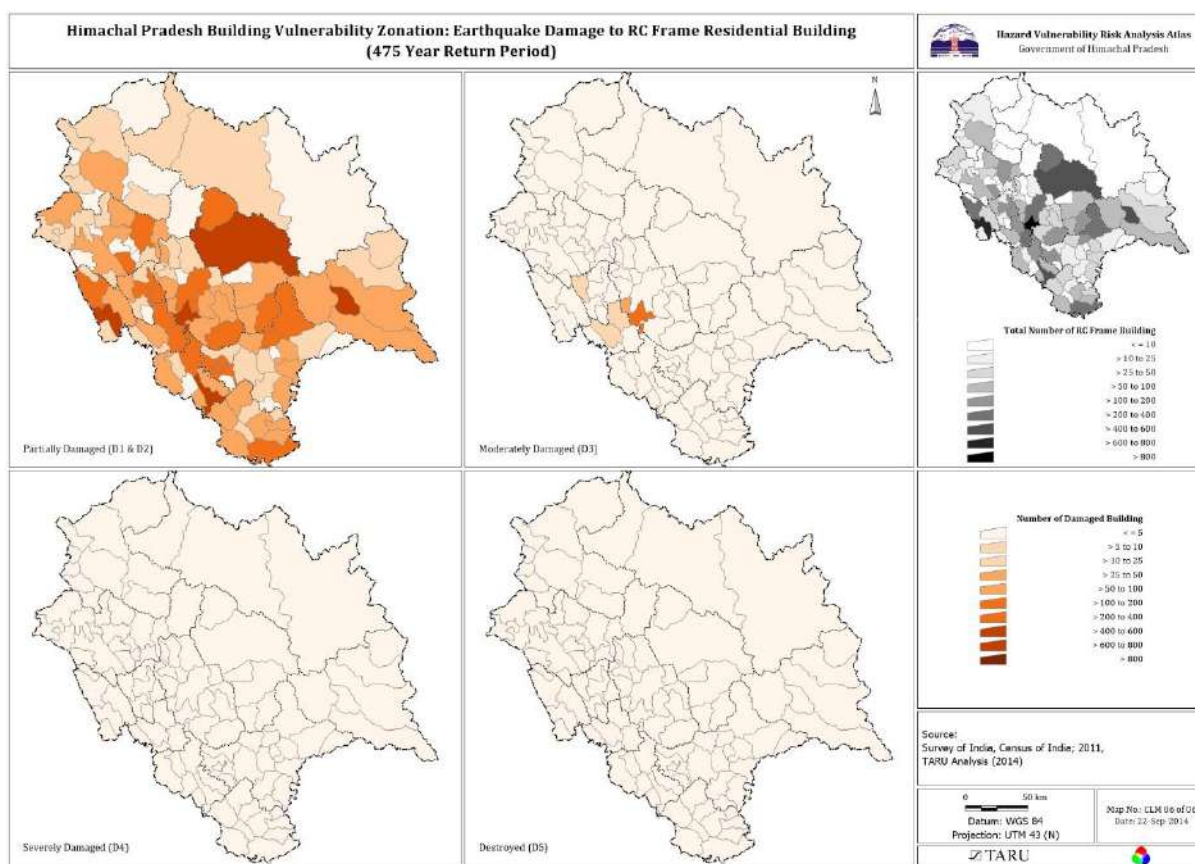 Himachal Pradesh Building Vulnerability Zonation: Earthquake Damage to RC Frame Residential Building
(475 Year Return Period)
Hazard Vulnerability Risk Analysis Atlas
Government of Himachal Pradesh
N
Partially Damaged (D1 & D2)
Moderately Damaged (D3)
Total Number of RC Frame Building
< = 10
> 10 to 25
> 25 to 50
> 50 to 100
> 100 to 200
> 200 to 400
> 400 to 600
> 600 to 800
> 800
Severely Damaged (D4)
Destroyed (D5)
Number of Damaged Building
< = 5
> 5 to 10
> 10 to 25
> 25 to 50
> 50 to 100
> 100 to 200
> 200 to 400
> 400 to 600
> 600 to 800
> 800
Source:
Survey of India, Census of India; 2011,
TARU Analysis (2014)
0 50 km
Datum: WGS 84
Projection: UTM 43 (N)
Map No.: CLM 06 of 06
Date: 22-Sep-2014
TARU